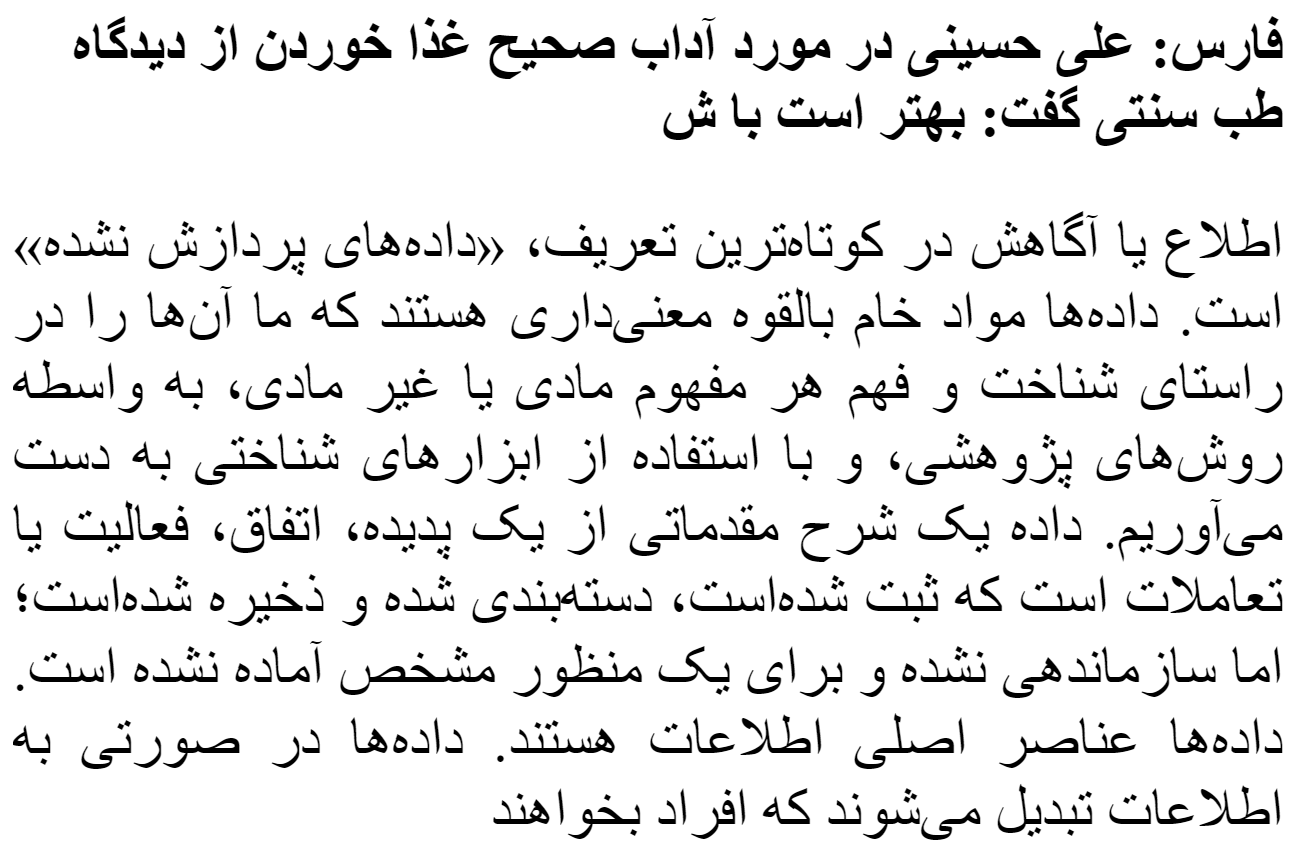 فارس: علی حسینی در مورد آداب صحیح غذا خوردن از دیدگاه
طب سنتی گفت: بهتر است با ش
اطلاع یا آگاهش در کوتاه‌ترین تعریف، «داده‌های پردازش نشده»
است. داده‌ها مواد خام بالقوه معنی‌داری هستند که ما آن‌ها را در
راستای شناخت و فهم هر مفهوم مادی یا غیر مادی، به واسطه
روش‌های پژوهشی، و با استفاده از ابزارهای شناختی به دست
می‌آوریم. داده یک شرح مقدماتی از یک پدیده، اتفاق، فعالیت یا
تعاملات است که ثبت شده‌است، دسته‌بندی شده و ذخیره شده‌است؛
اما سازماندهی نشده و برای یک منظور مشخص آماده نشده است.
داده‌ها عناصر اصلی اطلاعات هستند. داده‌ها در صورتی به
اطلاعات تبدیل می‌شوند که افراد بخواهند